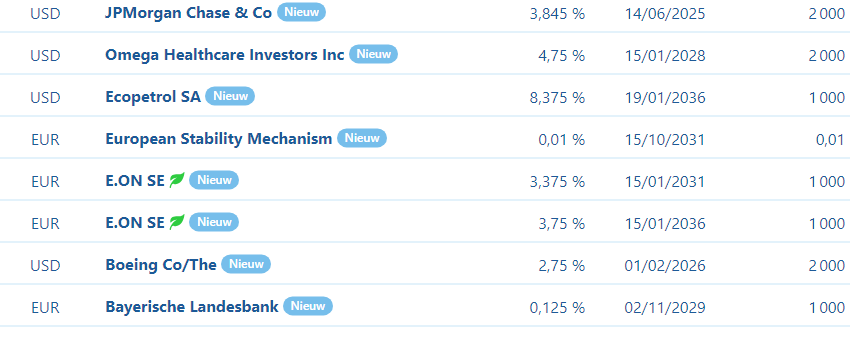 USD JPMorgan Chase & Co Nieuw 3,845 % 14/06/2025 2 000
USD Omega Healthcare Investors Inc Nieuw 4,75 % 15/01/2028 2 000
USD Ecopetrol SA Nieuw 8,375 % 19/01/2036 1 000
EUR European Stability Mechanism Nieuw 0,01 % 15/10/2031 0,01
EUR E.ON SE Nieuw 3,375 % 15/01/2031 1 000
EUR E.ON SE Nieuw 3,75 % 15/01/2036 1 000
USD Boeing Co/The Nieuw 2,75 % 01/02/2026 2 000
EUR Bayerische Landesbank Nieuw 0,125 % 02/11/2029 1 000